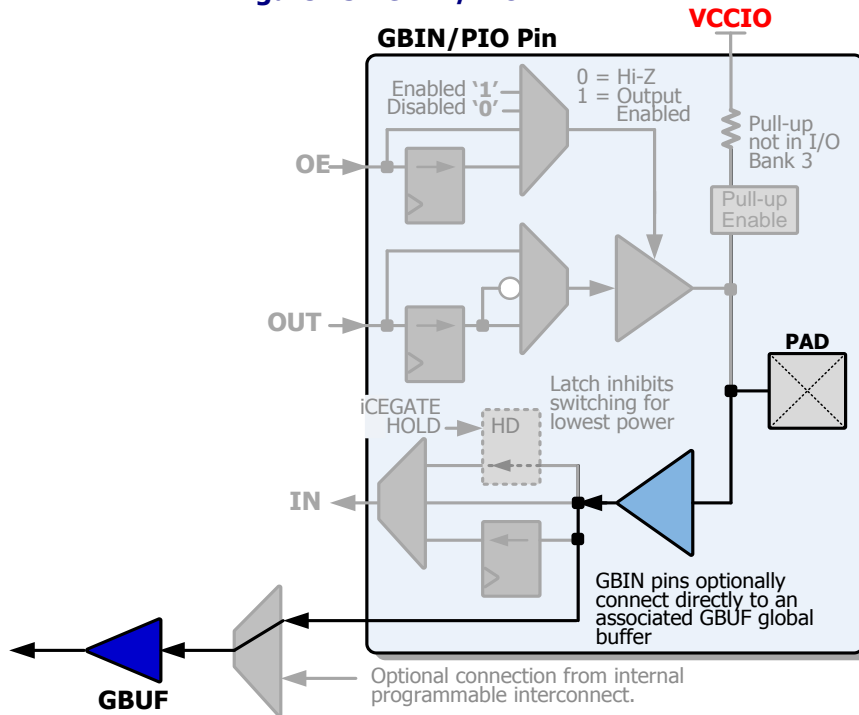 VCCIO
GBIN/PIO Pin
Enabled ‘1’
Disabled ‘0’
0 = Hi-Z
1 = Output
Enabled
Pull-up
not in I/O
Bank 3
OE
Pull-up
Enable
OUT
PAD
iCEGATE
HOLD
HD
Latch inhibits
switching for
lowest power
IN
GBIN pins optionally
connect directly to an
associated GBUF global
buffer
GBUF
Optional connection from internal
programmable interconnect.